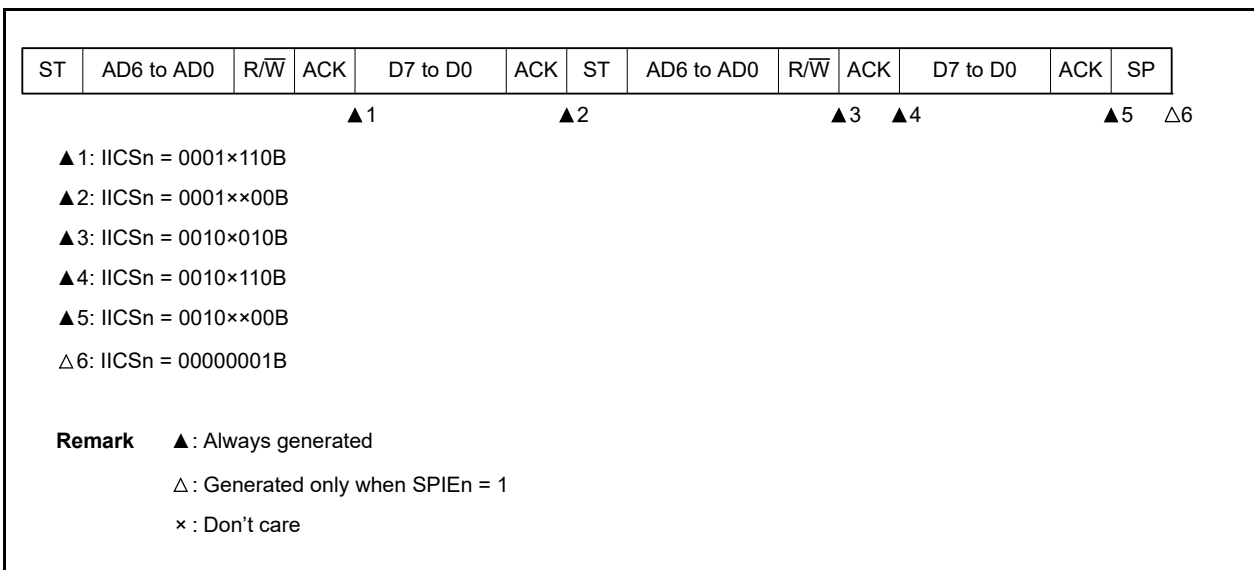 ST AD6 to AD0 R/W̅ ACK D7 to D0 ACK ST AD6 to AD0 R/W̅ ACK D7 to D0 ACK SP
▲1 ▲2 ▲3 ▲4 ▲5 △6
▲1: IICSn = 0001×110B
▲2: IICSn = 0001××00B
▲3: IICSn = 0010×010B
▲4: IICSn = 0010×110B
▲5: IICSn = 0010××00B
△6: IICSn = 00000001B
Remark ▲: Always generated
△: Generated only when SPIEn = 1
×: Don't care